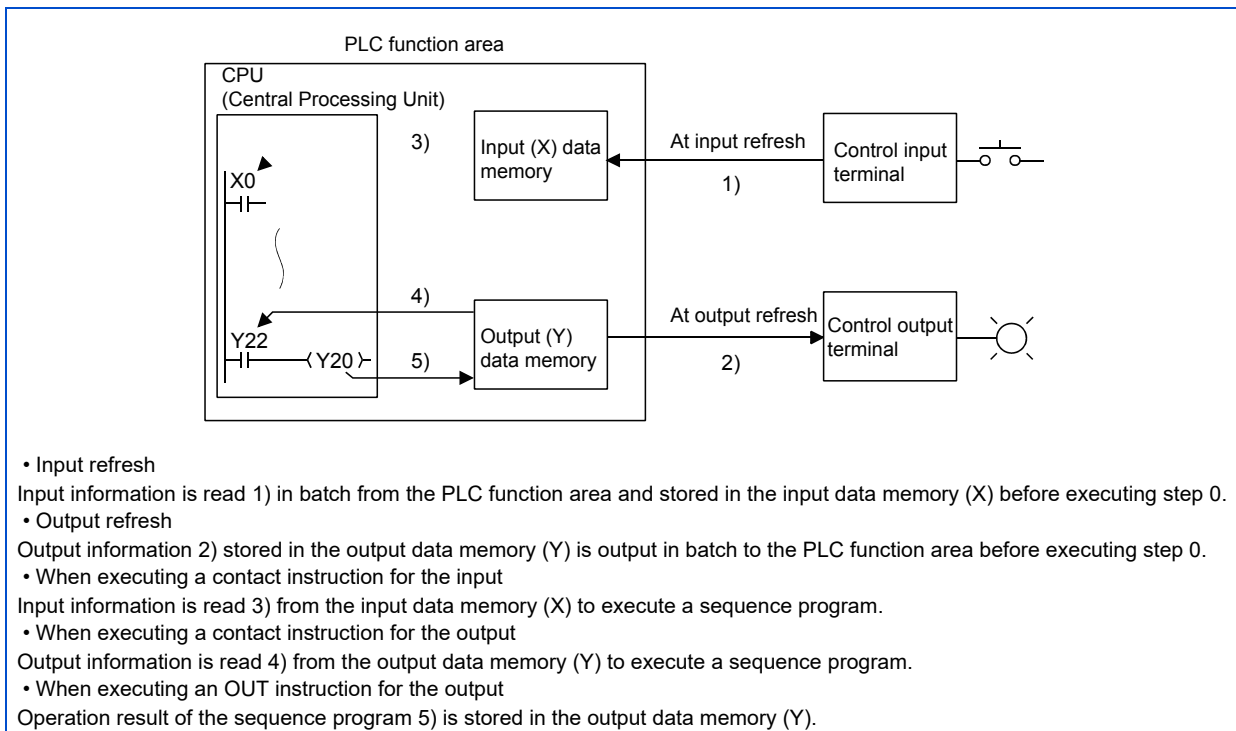 PLC function area
CPU
(Central Processing Unit)
3)
Input (X) data
memory
At input refresh
1)
Control input
terminal
X0
4)
Y22
Y20
5)
Output (Y)
data memory
At output refresh
2)
Control output
terminal
• Input refresh
Input information is read 1) in batch from the PLC function area and stored in the input data memory (X) before executing step 0.
• Output refresh
Output information 2) stored in the output data memory (Y) is output in batch to the PLC function area before executing step 0.
• When executing a contact instruction for the input
Input information is read 3) from the input data memory (X) to execute a sequence program.
• When executing a contact instruction for the output
Output information is read 4) from the output data memory (Y) to execute a sequence program.
• When executing an OUT instruction for the output
Operation result of the sequence program 5) is stored in the output data memory (Y).